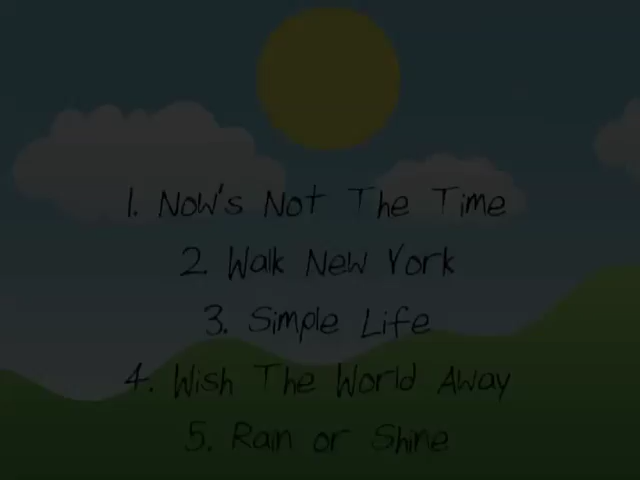 1. Now's Not The Time
2. Walk New York
3. Simple Life
4. Wish The World Away
5. Rain or Shine